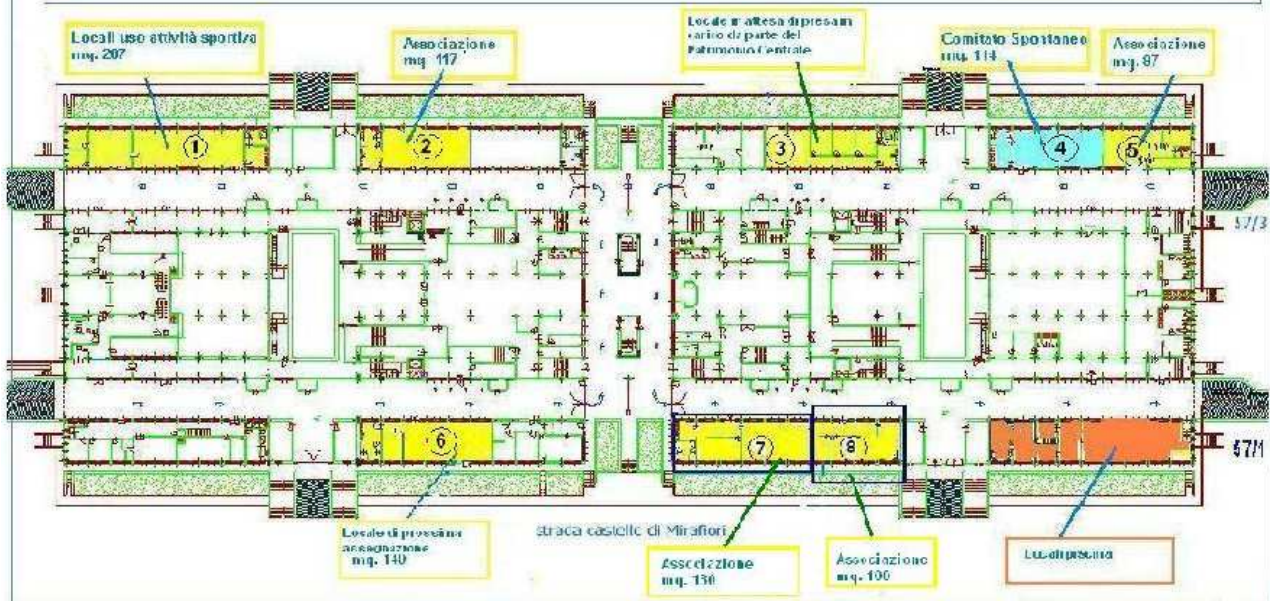 Locali uso attività sportiva
mq. 207
Associazione
mq. 117
Locale in attesa di presa in
carico da parte del
Patrimonio Centrale
Comitato Spontaneo
mq. 114
Associazione
mq. 87
1
2
3
4
5
57/3
6
7
8
57/1
strada castello di Mirafiori
Locale di prossima
assegnazione
mq. 140
Associazione
mq. 130
Associazione
mq. 100
Locali piscina